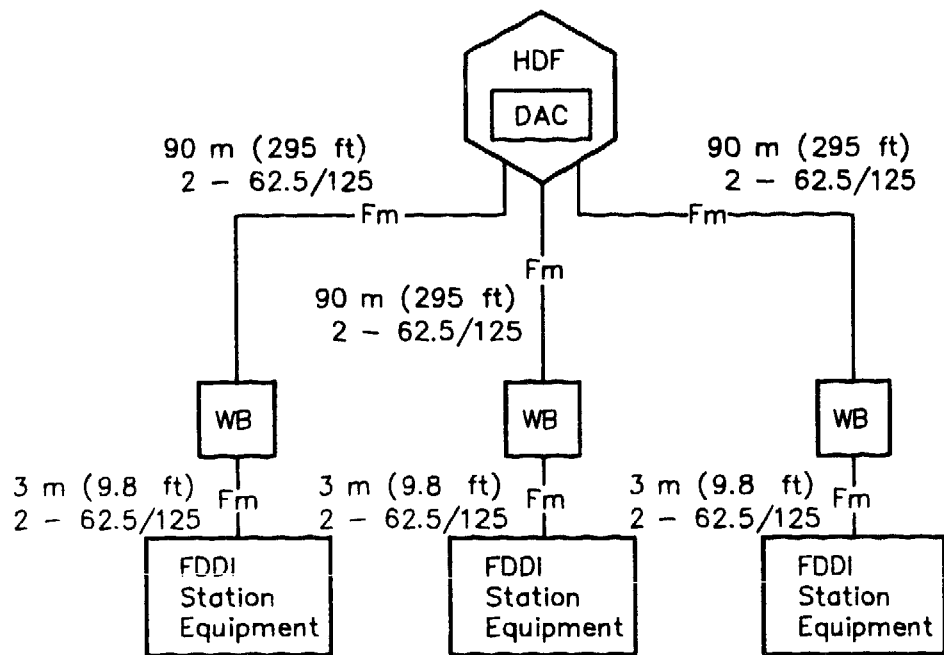 HDF
DAC
90 m (295 ft)
2 - 62.5/125
90 m (295 ft)
2 - 62.5/125
Fm
Fm
Fm
90 m (295 ft)
2 - 62.5/125
WB
WB
WB
3 m (9.8 ft)
2 - 62.5/125
Fm
3 m (9.8 ft)
2 - 62.5/125
Fm
3 m (9.8 ft)
2 - 62.5/125
Fm
FDDI
Station
Equipment
FDDI
Station
Equipment
FDDI
Station
Equipment